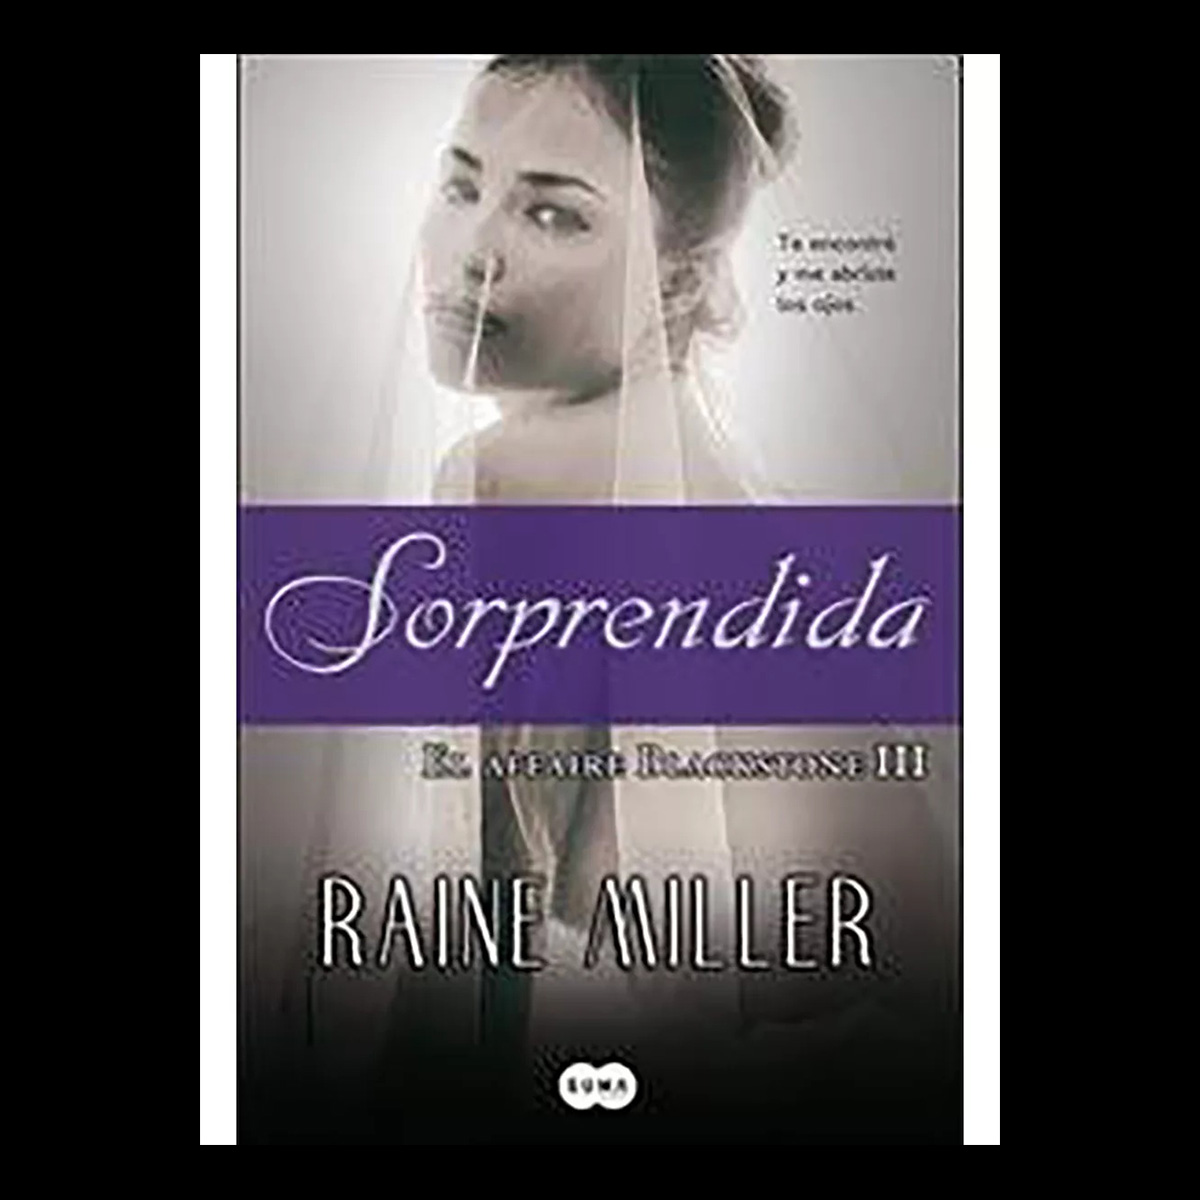 Te encontré
y me abriste
los ojos.
Sorprendida
El affaire Blackstone III
RAINE MILLER
SUMA